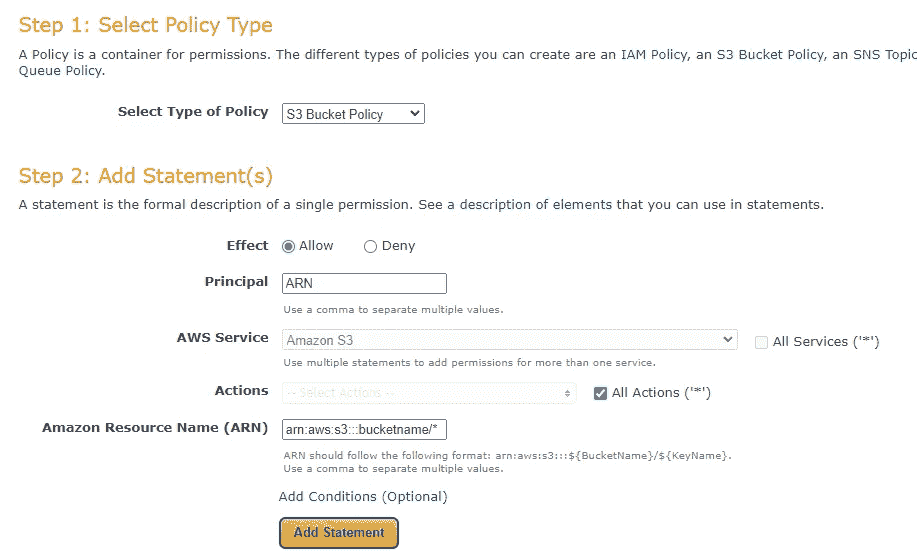 Step 1: Select Policy Type
A Policy is a container for permissions. The different types of policies you can create are an IAM Policy, an S3 Bucket Policy, an SNS Topic
Queue Policy.
Select Type of Policy S3 Bucket Policy
Step 2: Add Statement(s)
A statement is the formal description of a single permission. See a description of elements that you can use in statements.
Effect Allow Deny
Principal ARN
Use a comma to separate multiple values.
AWS Service Amazon S3 All Services ('*')
Use multiple statements to add permissions for more than one service.
Actions -- Select Actions -- All Actions ('*')
Amazon Resource Name (ARN) arn:aws:s3:::bucketname/*
ARN should follow the following format: arn:aws:s3:::${BucketName}/${KeyName}.
Use a comma to separate multiple values.
Add Conditions (Optional)
Add Statement